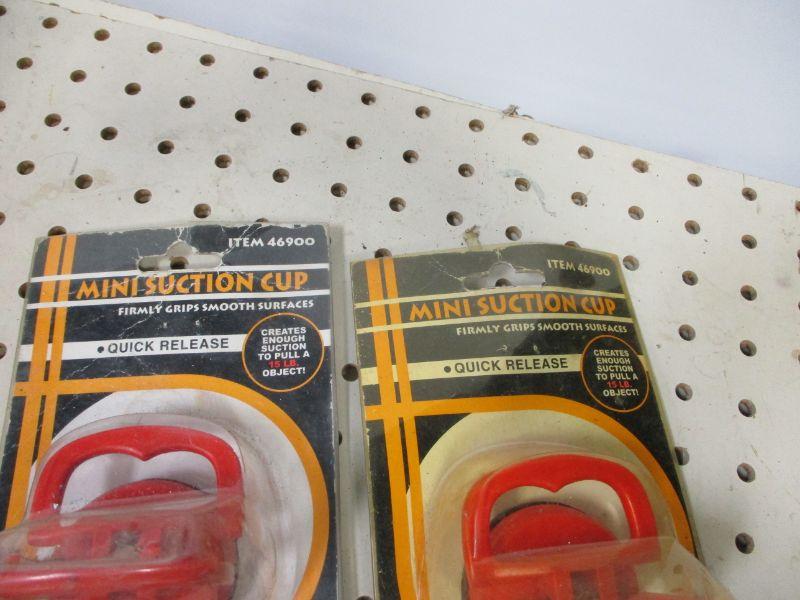 ITEM 46900
MINI SUCTION CUP
FIRMLY GRIPS SMOOTH SURFACES
• QUICK RELEASE
CREATES
ENOUGH
SUCTION
TO PULL A
15 LB.
OBJECT!
ITEM 46900
MINI SUCTION CUP
FIRMLY GRIPS SMOOTH SURFACES
• QUICK RELEASE
CREATES
ENOUGH
SUCTION
TO PULL A
15 LB.
OBJECT!